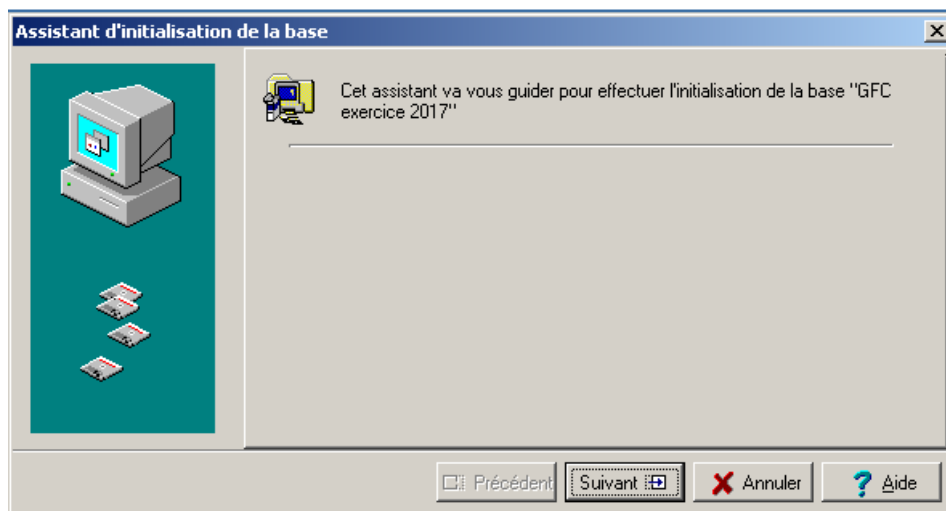 Assistant d'initialisation de la base
Cet assistant va vous guider pour effectuer l'initialisation de la base "GFC
exercice 2017"
Précédent Suivant Annuler Aide